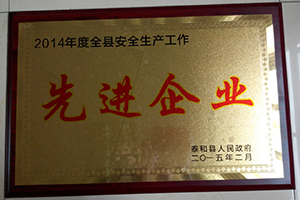 2014年度全县安全生产工作
先进企业
泰和县人民政府
二〇一五年二月